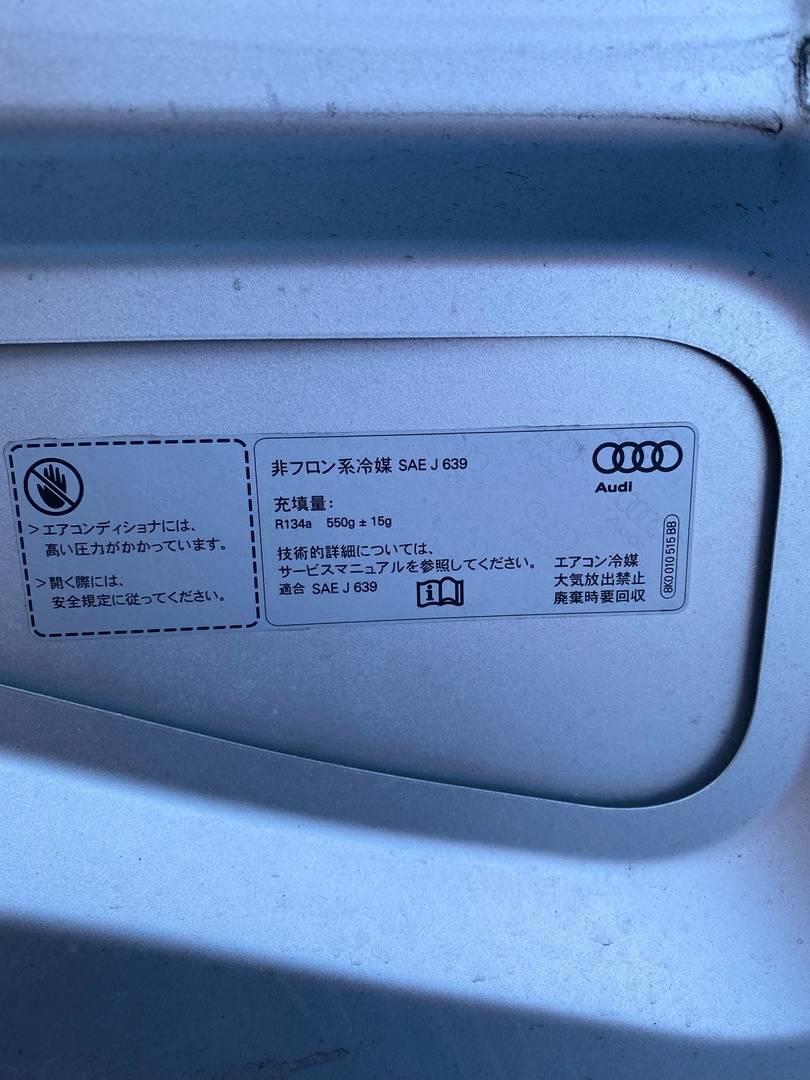 > エアコンディショナには、
高い圧力がかかっています。
> 開く際には、
安全規定に従ってください。
非フロン系冷媒 SAE J 639
充填量:
R134a 550g ± 15g
技術的詳細については、
サービスマニュアルを参照してください。
適合 SAE J 639
Audi
エアコン冷媒
大気放出禁止
廃棄時要回収
8K0 010 515 BB